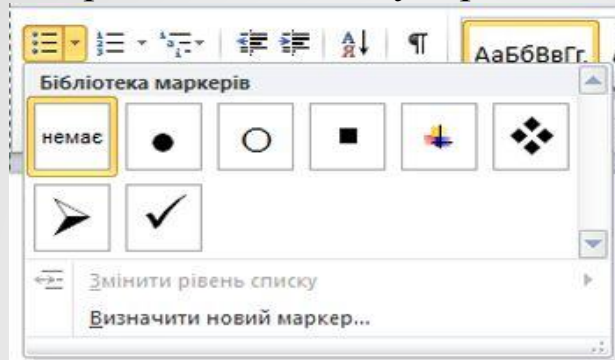 АаБбВвГг.
Бібліотека маркерів
немає
Змінити рівень списку
Визначити новий маркер...